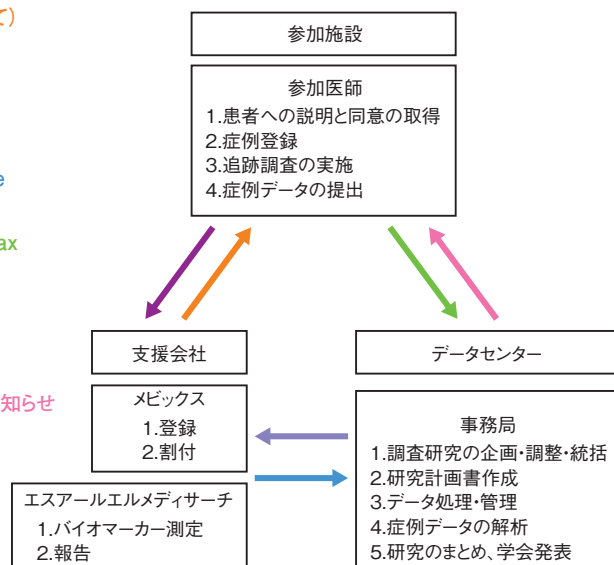 て)
参加施設
参加医師
1.患者への説明と同意の取得
2.症例登録
3.追跡調査の実施
4.症例データの提出
e
ax
支援会社
データセンター
知らせ
メビックス
1.登録
2.割付
事務局
1.調査研究の企画・調整・統括
2.研究計画書作成
3.データ処理・管理
4.症例データの解析
5.研究のまとめ、学会発表
エスアールエルメディサーチ
1.バイオマーカー測定
2.報告